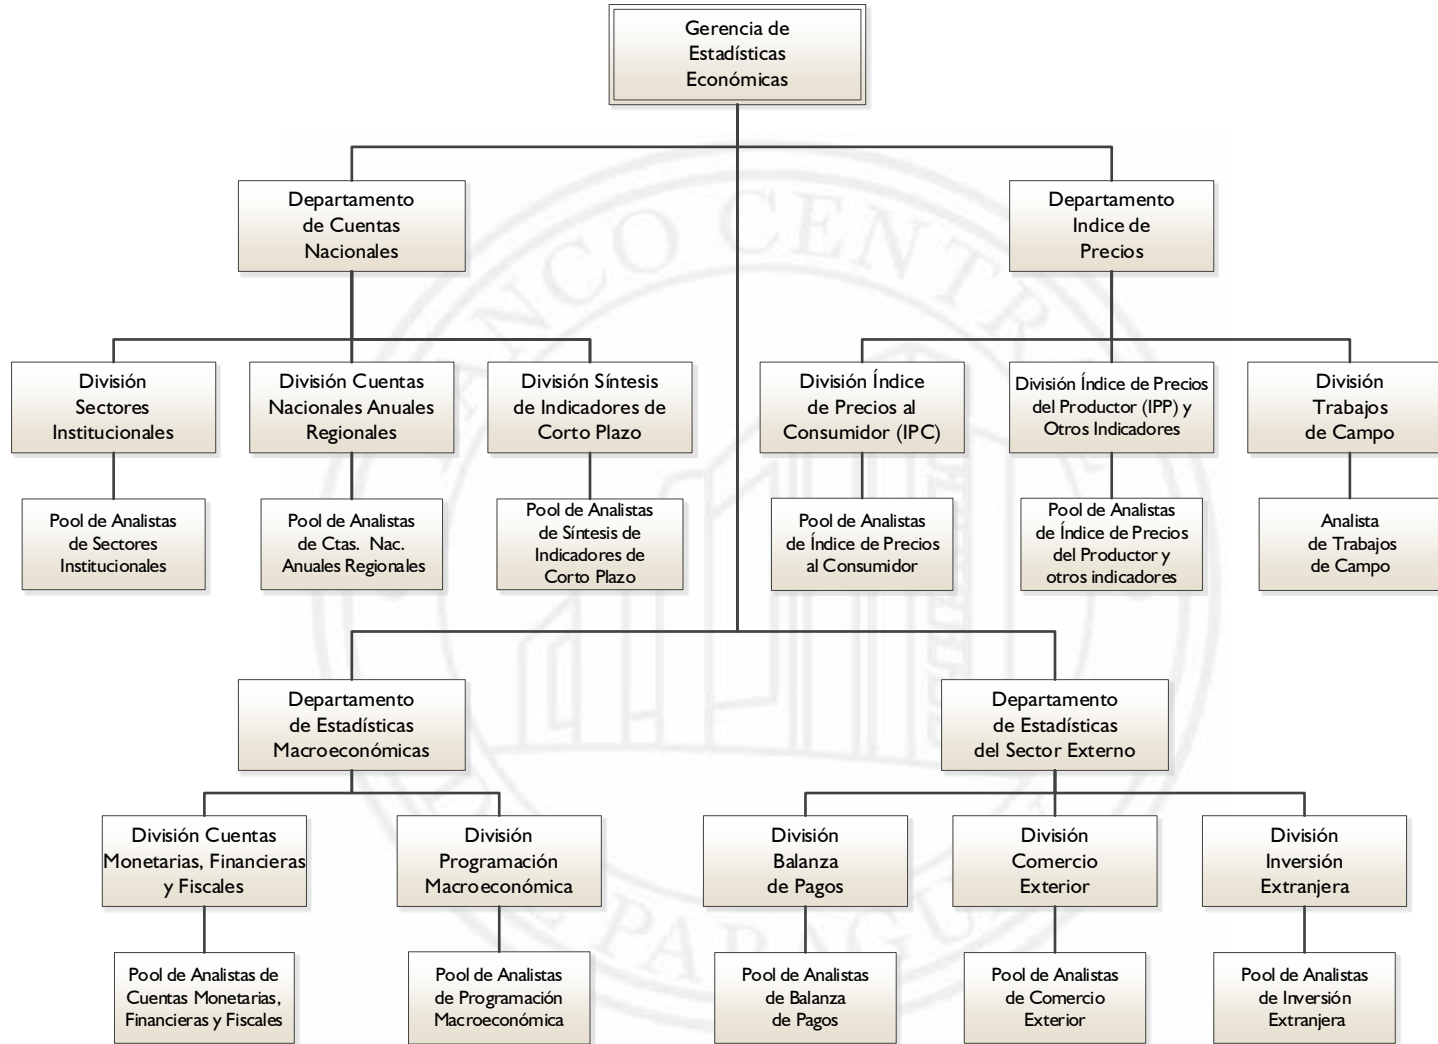 Gerencia de
Estadísticas
Económicas
Departamento
de Cuentas
Nacionales
Departamento
Indice de
Precios
División
Sectores
Institucionales
División Cuentas
Nacionales Anuales
Regionales
División Síntesis
de Indicadores de
Corto Plazo
División Índice
de Precios al
Consumidor (IPC)
División Índice de Precios
del Productor (IPP) y
Otros Indicadores
División
Trabajos
de Campo
Pool de Analistas
de Sectores
Institucionales
Pool de Analistas
de Ctas. Nac.
Anuales Regionales
Pool de Analistas
de Síntesis de
Indicadores de
Corto Plazo
Pool de Analistas
de Índice de Precios
al Consumidor
Pool de Analistas
de Índice de Precios
del Productor y
otros indicadores
Analista
de Trabajos
de Campo
Departamento
de Estadísticas
Macroeconómicas
Departamento
de Estadísticas
del Sector Externo
División Cuentas
Monetarias, Financieras
y Fiscales
División
Programación
Macroeconómica
División
Balanza
de Pagos
División
Comercio
Exterior
División
Inversión
Extranjera
Pool de Analistas de
Cuentas Monetarias,
Financieras y Fiscales
Pool de Analistas
de Programación
Macroeconómica
Pool de Analistas
de Balanza
de Pagos
Pool de Analistas
de Comercio
Exterior
Pool de Analistas
de Inversión
Extranjera